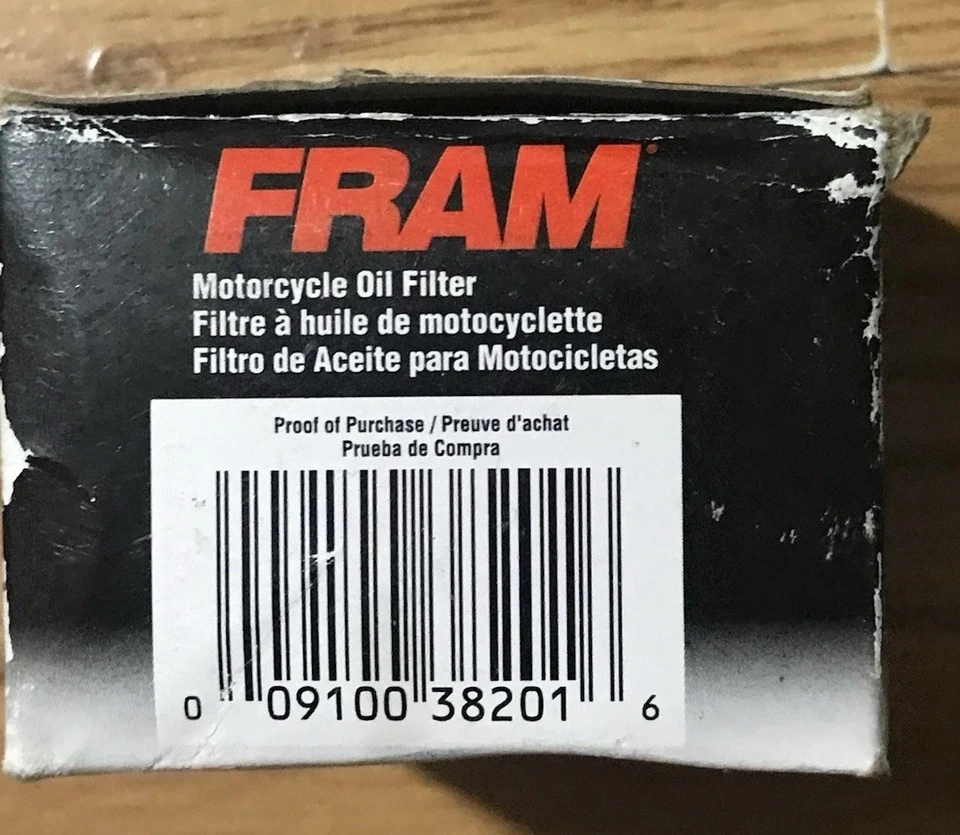 FRAM
Motorcycle Oil Filter
Filtre à huile de motocyclette
Filtro de Aceite para Motocicletas
Proof of Purchase / Preuve d'achat
Prueba de Compra
0 09100 38201 6